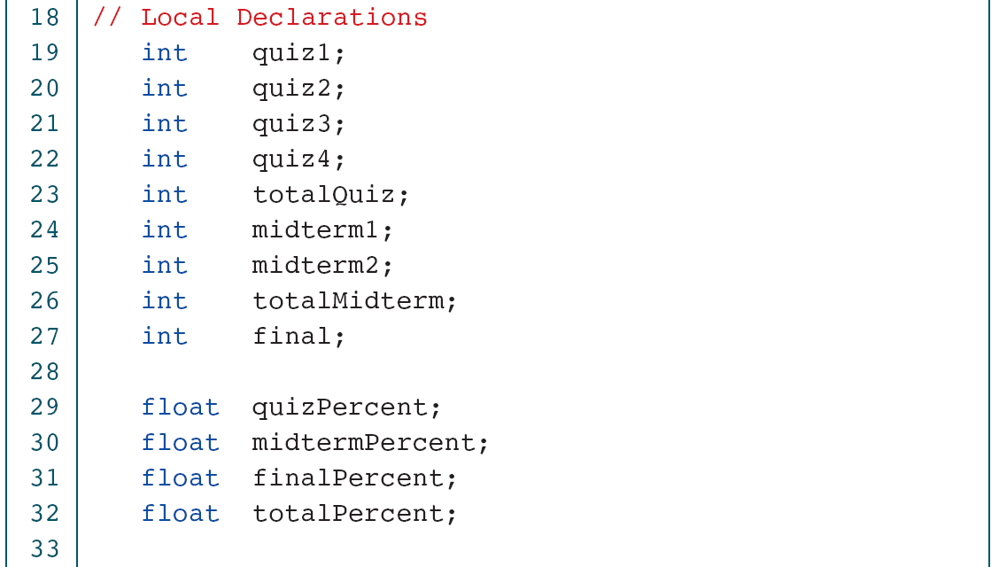 18 // Local Declarations
19    int    quiz1;
20    int    quiz2;
21    int    quiz3;
22    int    quiz4;
23    int    totalQuiz;
24    int    midterm1;
25    int    midterm2;
26    int    totalMidterm;
27    int    final;
28
29    float  quizPercent;
30    float  midtermPercent;
31    float  finalPercent;
32    float  totalPercent;
33